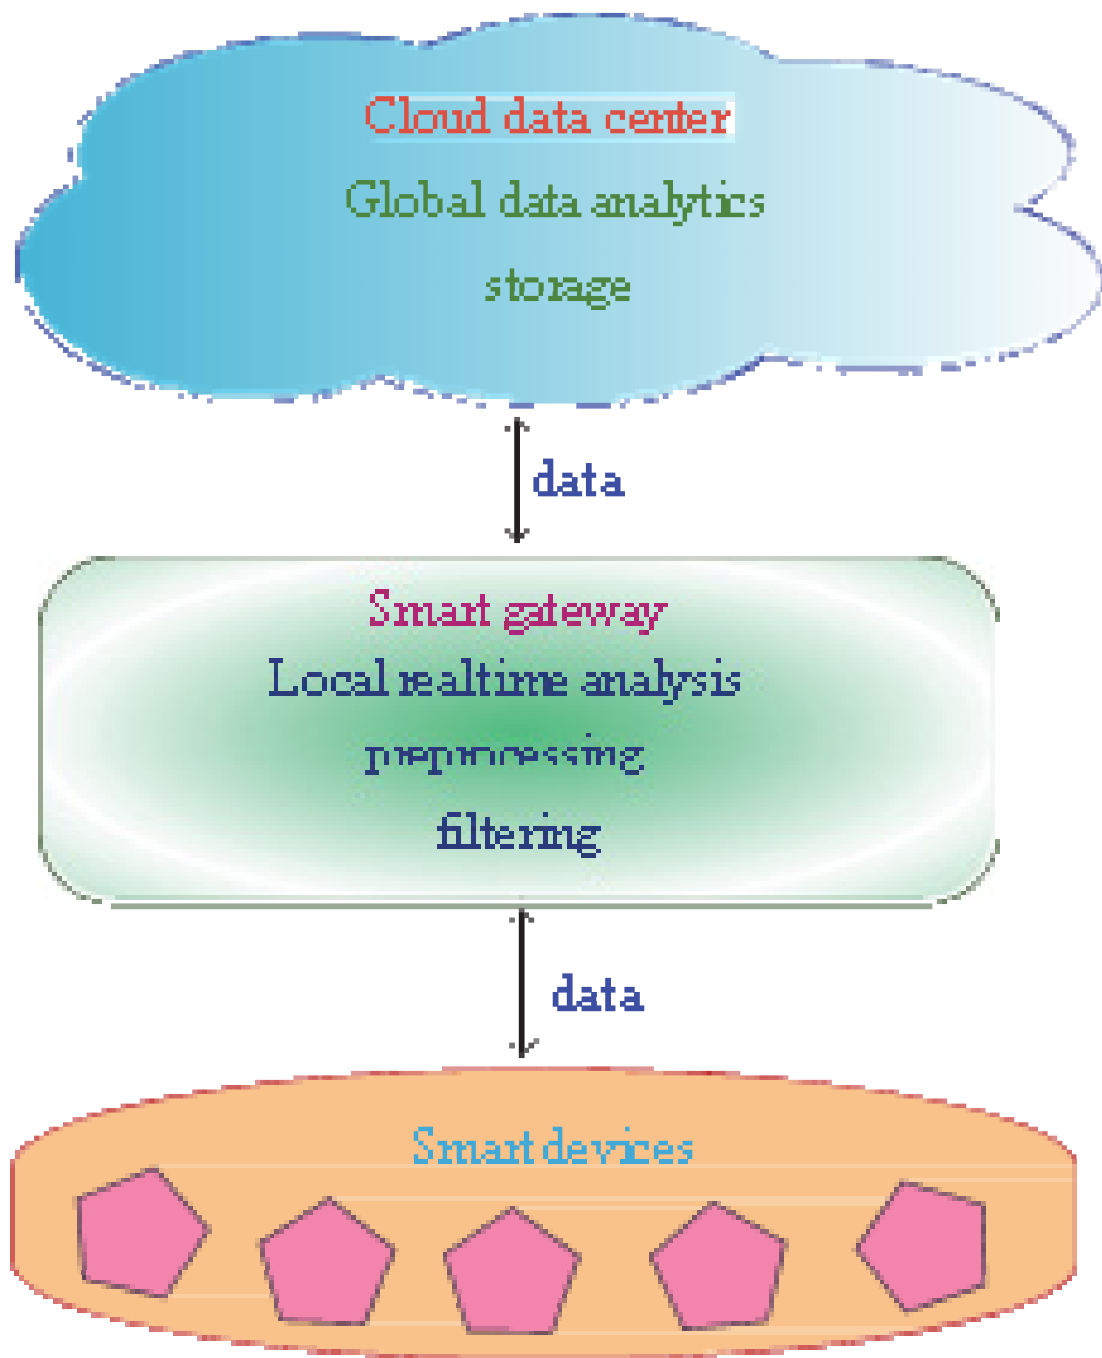 Cloud data center
Global data analytics
storage
data
Smart gateway
Local realtime analysis
preprocessing
filtering
data
Smart devices